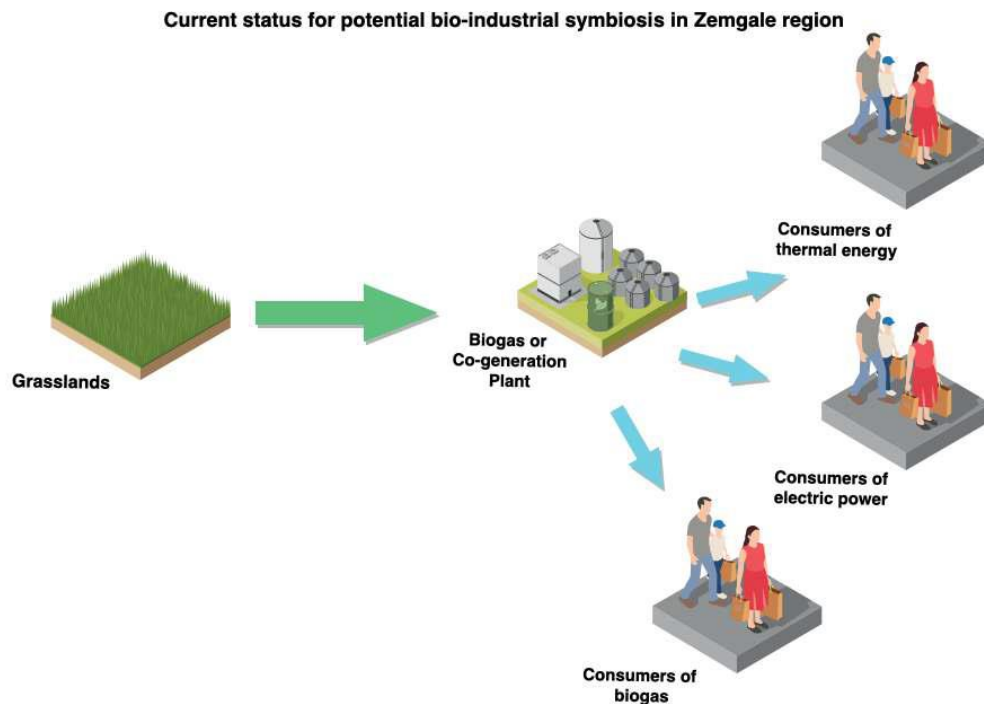 Current status for potential bio-industrial symbiosis in Zemgale region
Consumers of
thermal energy
Grasslands
Biogas or
Co-generation
Plant
Consumers of
electric power
Consumers of
biogas